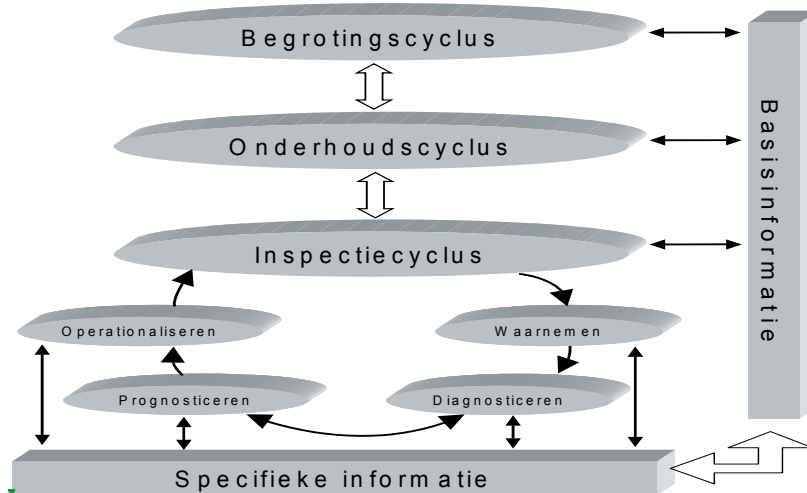 Begrotingscyclus
Onderhoudscyclus
Inspectiecyclus
Operationaliseren
Waarnemen
Prognosticeren
Diagnosticeren
Specifieke informatie
Basisinformatie